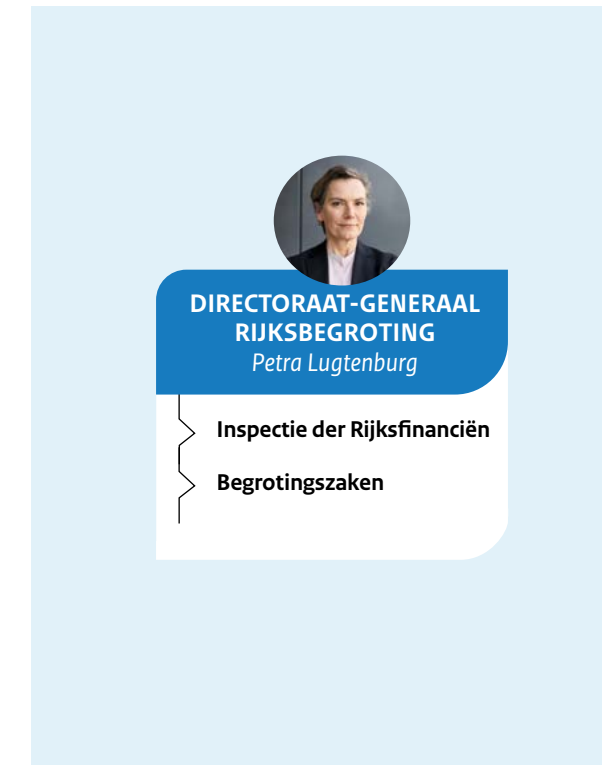 DIRECTORAAT-GENERAAL
RIJKSBEGROTING
Petra Lugtenburg
Inspectie der Rijksfinanciën
Begrotingszaken